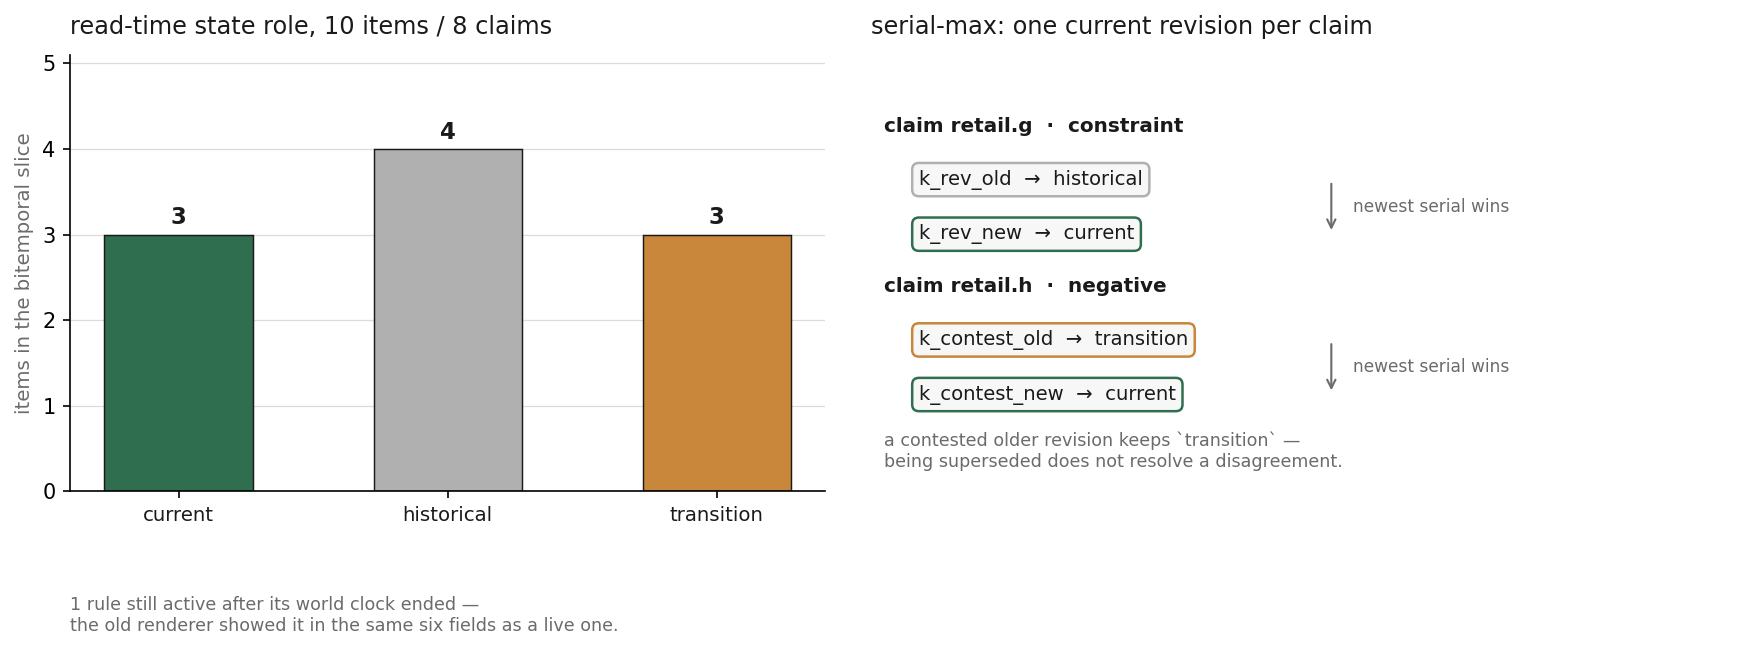 read-time state role, 10 items / 8 claims
items in the bitemporal slice
5
4
3
2
1
0
3
4
3
current
historical
transition
1 rule still active after its world clock ended —
the old renderer showed it in the same six fields as a live one.
serial-max: one current revision per claim
claim retail.g · constraint
k_rev_old → historical
k_rev_new → current
newest serial wins
claim retail.h · negative
k_contest_old → transition
k_contest_new → current
newest serial wins
a contested older revision keeps `transition` —
being superseded does not resolve a disagreement.